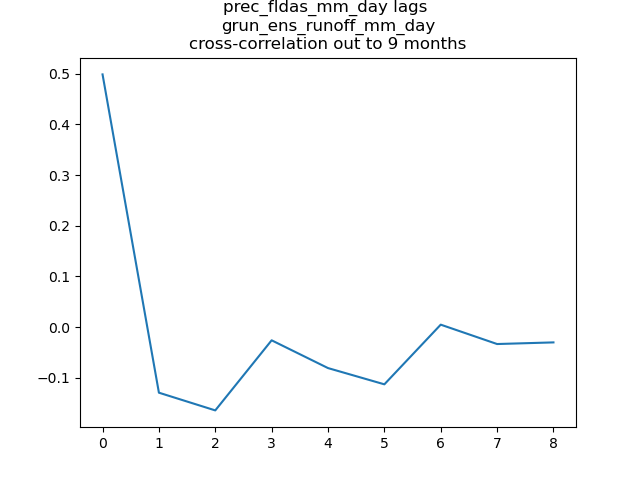 prec_fldas_mm_day lags
grun_ens_runoff_mm_day
cross-correlation out to 9 months
0.5
0.4
0.3
0.2
0.1
0.0
−0.1
0 1 2 3 4 5 6 7 8